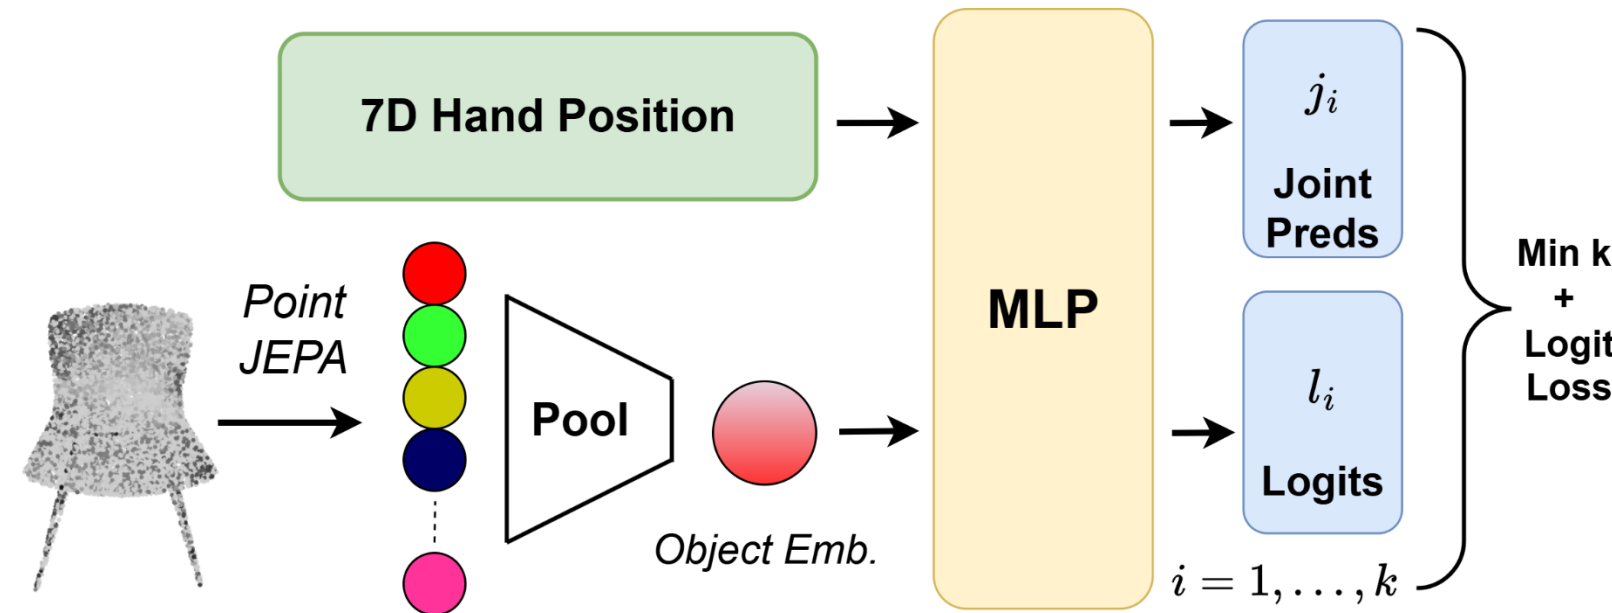 7D Hand Position
Point
JEPA
Pool
Object Emb.
MLP
j_i
Joint
Preds
l_i
Logits
i = 1, . . . , k
Min k
+
Logit
Loss